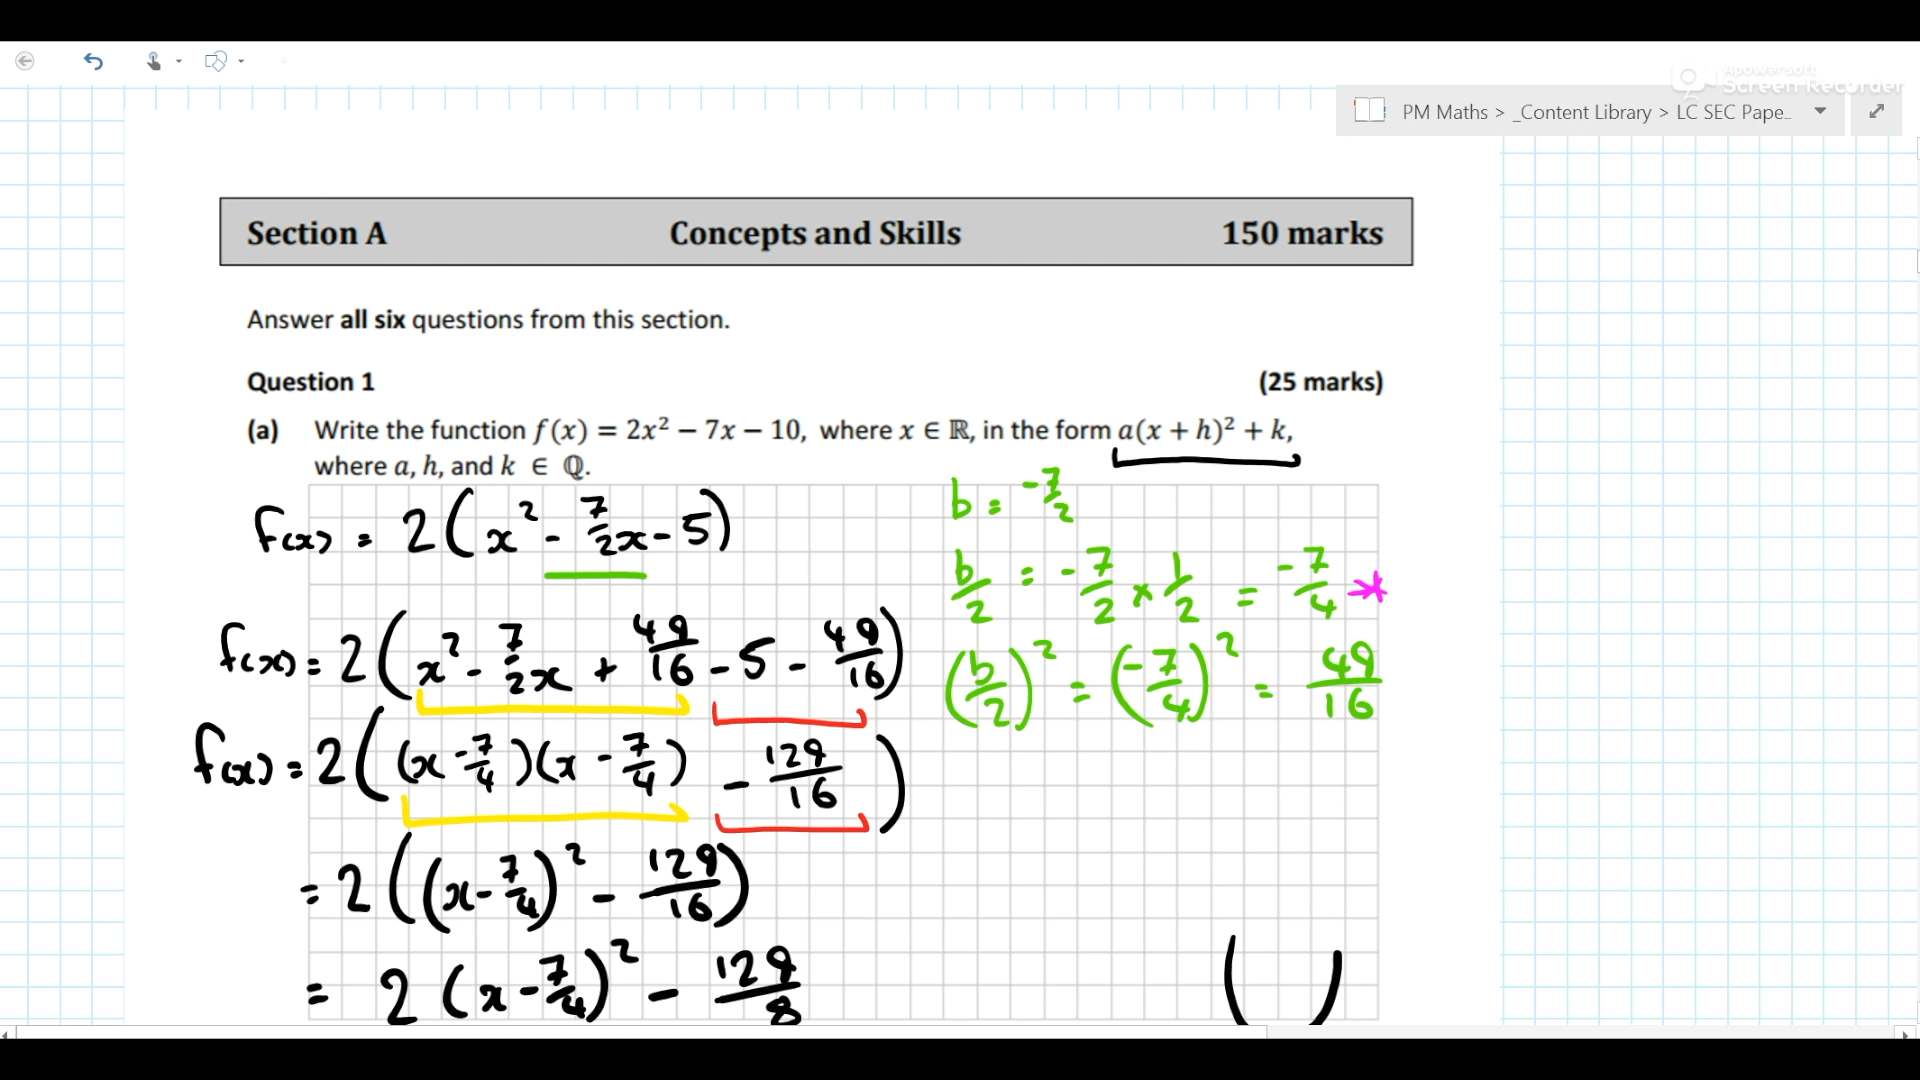 Apowersoft
Screen Recorder
PM Maths > _Content Library > LC SEC Pape...
Section A Concepts and Skills 150 marks
Answer all six questions from this section.
Question 1 (25 marks)
(a) Write the function f(x) = 2x² − 7x − 10, where x ∈ ℝ, in the form a(x + h)² + k,
where a, h, and k ∈ ℚ.
f(x) = 2(x² - 7/2x - 5)
f(x) = 2(x² - 7/2x + 49/16 - 5 - 49/16)
f(x) = 2((x - 7/4)(x - 7/4) - 129/16)
= 2((x - 7/4)² - 129/16)
= 2(x - 7/4)² - 129/8
b = -7/2
b/2 = -7/2 × 1/2 = -7/4 *
(b/2)² = (-7/4)² = 49/16
( )